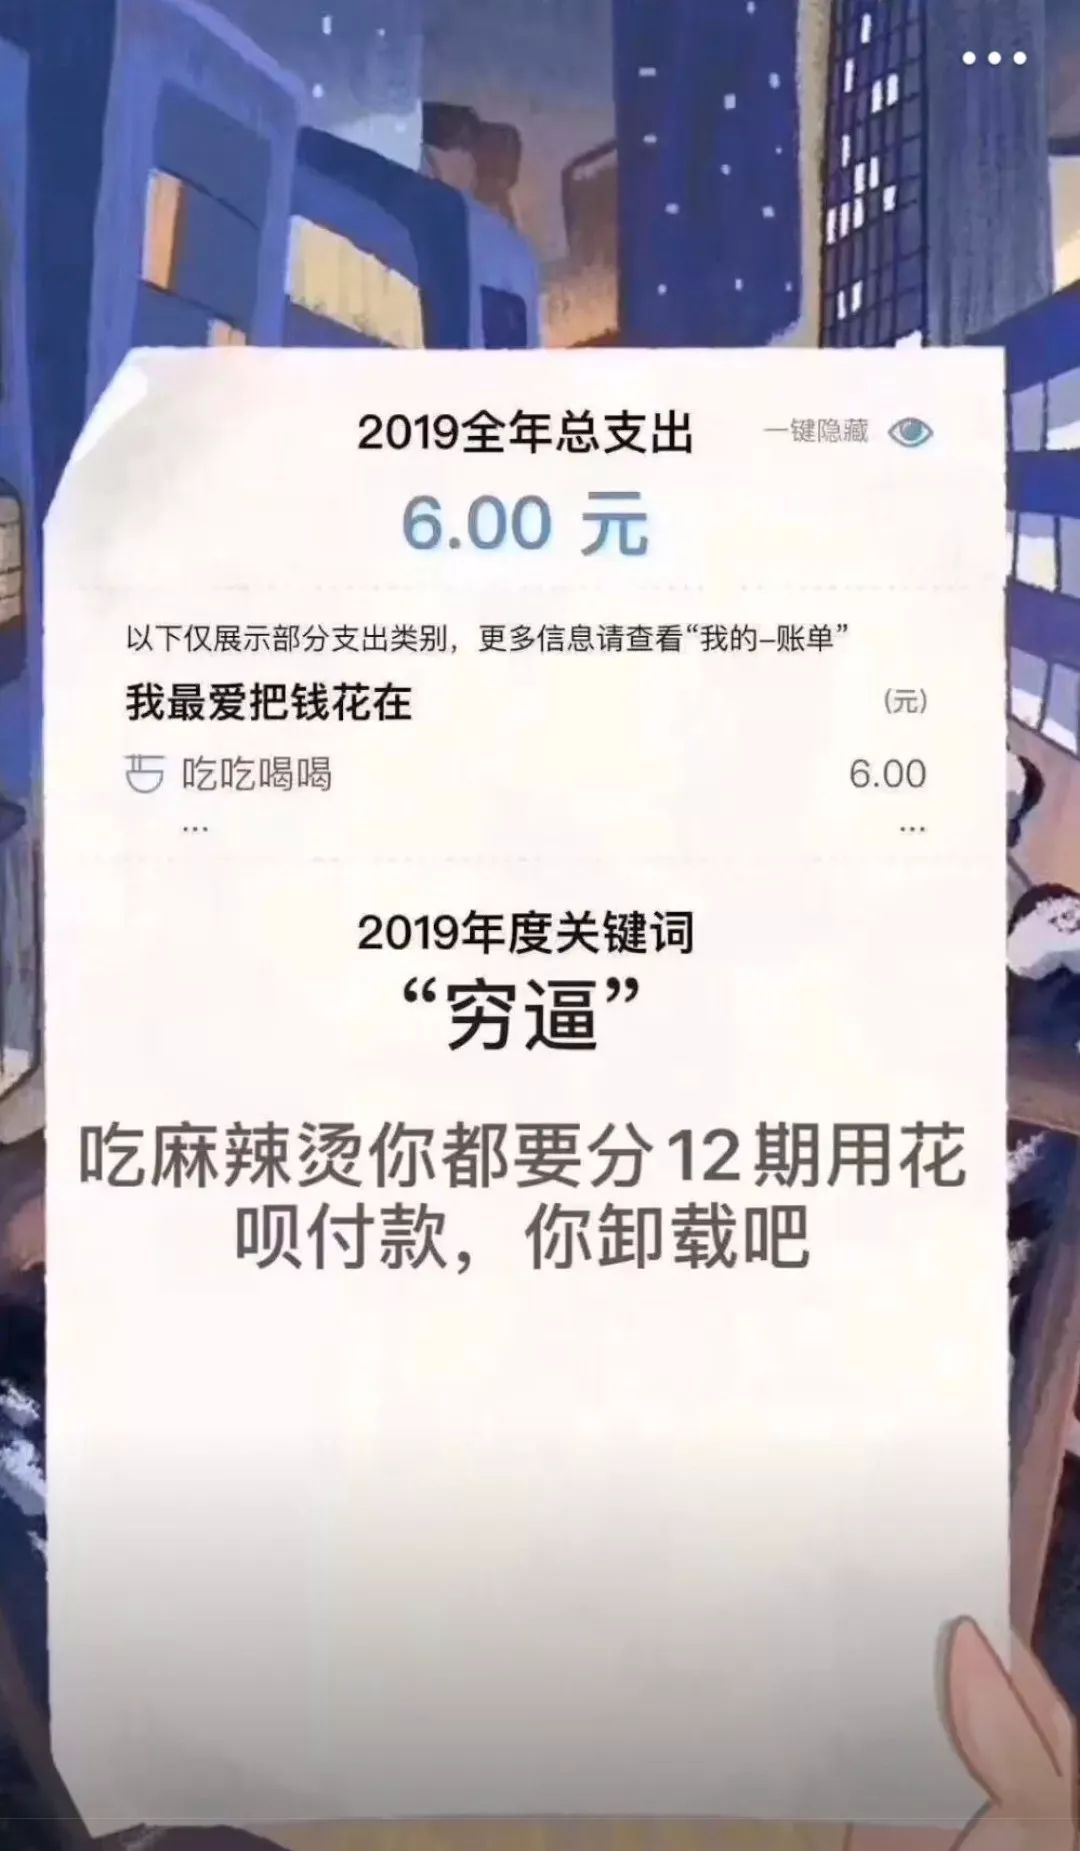 2019全年总支出 一键隐藏
6.00 元
以下仅展示部分支出类别，更多信息请查看“我的-账单”
我最爱把钱花在 (元)
吃吃喝喝 6.00
... ...
2019年度关键词
“穷逼”
吃麻辣烫你都要分12期用花
呗付款，你卸载吧